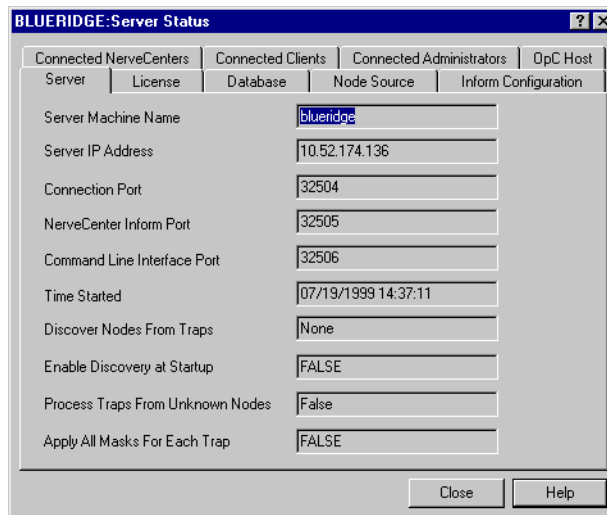 BLUERIDGE:Server Status
Connected NerveCenters Connected Clients Connected Administrators OpC Host
Server License Database Node Source Inform Configuration
Server Machine Name blueridge
Server IP Address 10.52.174.136
Connection Port 32504
NerveCenter Inform Port 32505
Command Line Interface Port 32506
Time Started 07/19/1999 14:37:11
Discover Nodes From Traps None
Enable Discovery at Startup FALSE
Process Traps From Unknown Nodes False
Apply All Masks For Each Trap FALSE
Close Help